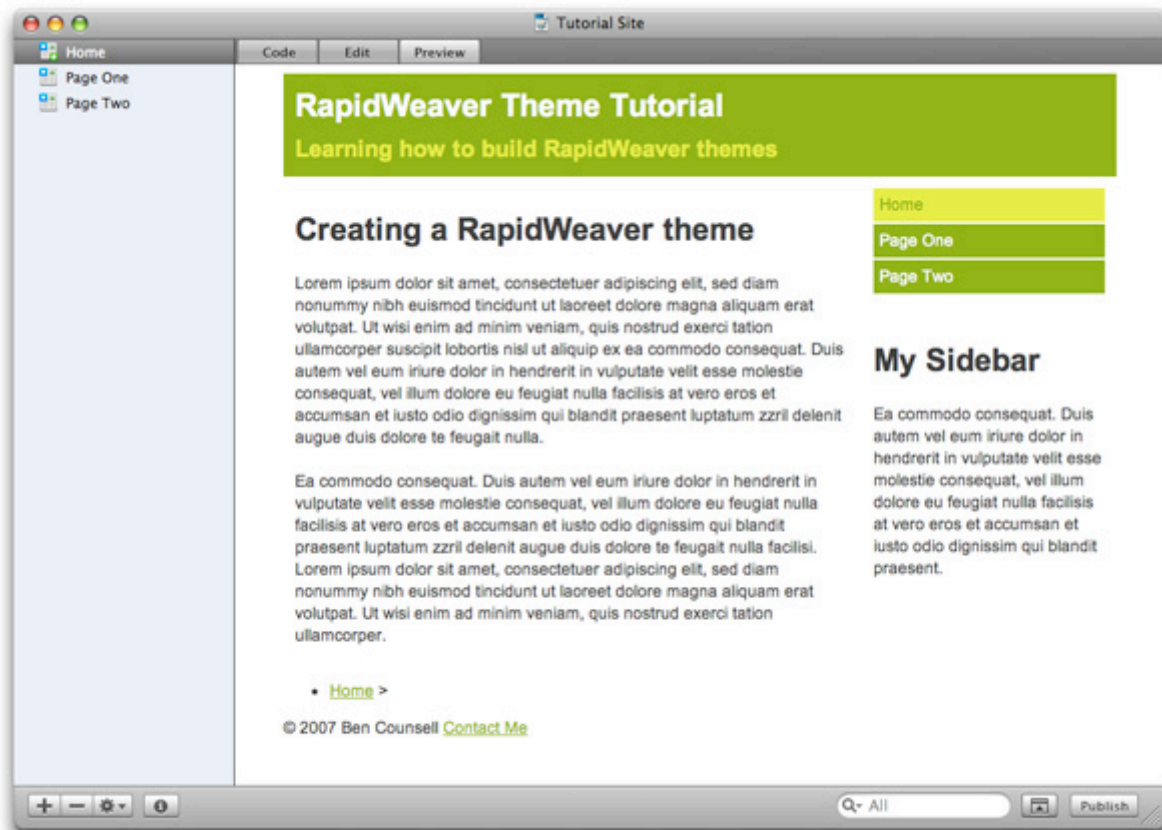 Tutorial Site
Home
Page One
Page Two
Code Edit Preview
RapidWeaver Theme Tutorial
Learning how to build RapidWeaver themes
Creating a RapidWeaver theme
Lorem ipsum dolor sit amet, consectetuer adipiscing elit, sed diam
nonummy nibh euismod tincidunt ut laoreet dolore magna aliquam erat
volutpat. Ut wisi enim ad minim veniam, quis nostrud exerci tation
ullamcorper suscipit lobortis nisl ut aliquip ex ea commodo consequat. Duis
autem vel eum iriure dolor in hendrerit in vulputate velit esse molestie
consequat, vel illum dolore eu feugiat nulla facilisis at vero eros et
accumsan et iusto odio dignissim qui blandit praesent luptatum zzril delenit
augue duis dolore te feugait nulla.
Ea commodo consequat. Duis autem vel eum iriure dolor in hendrerit in
vulputate velit esse molestie consequat, vel illum dolore eu feugiat nulla
facilisis at vero eros et accumsan et iusto odio dignissim qui blandit
praesent luptatum zzril delenit augue duis dolore te feugait nulla facilisi.
Lorem ipsum dolor sit amet, consectetuer adipiscing elit, sed diam
nonummy nibh euismod tincidunt ut laoreet dolore magna aliquam erat
volutpat. Ut wisi enim ad minim veniam, quis nostrud exerci tation
ullamcorper.
• Home >
© 2007 Ben Counsell Contact Me
Home
Page One
Page Two
My Sidebar
Ea commodo consequat. Duis
autem vel eum iriure dolor in
hendrerit in vulputate velit esse
molestie consequat, vel illum
dolore eu feugiat nulla facilisis
at vero eros et accumsan et
iusto odio dignissim qui blandit
praesent.
All
Publish